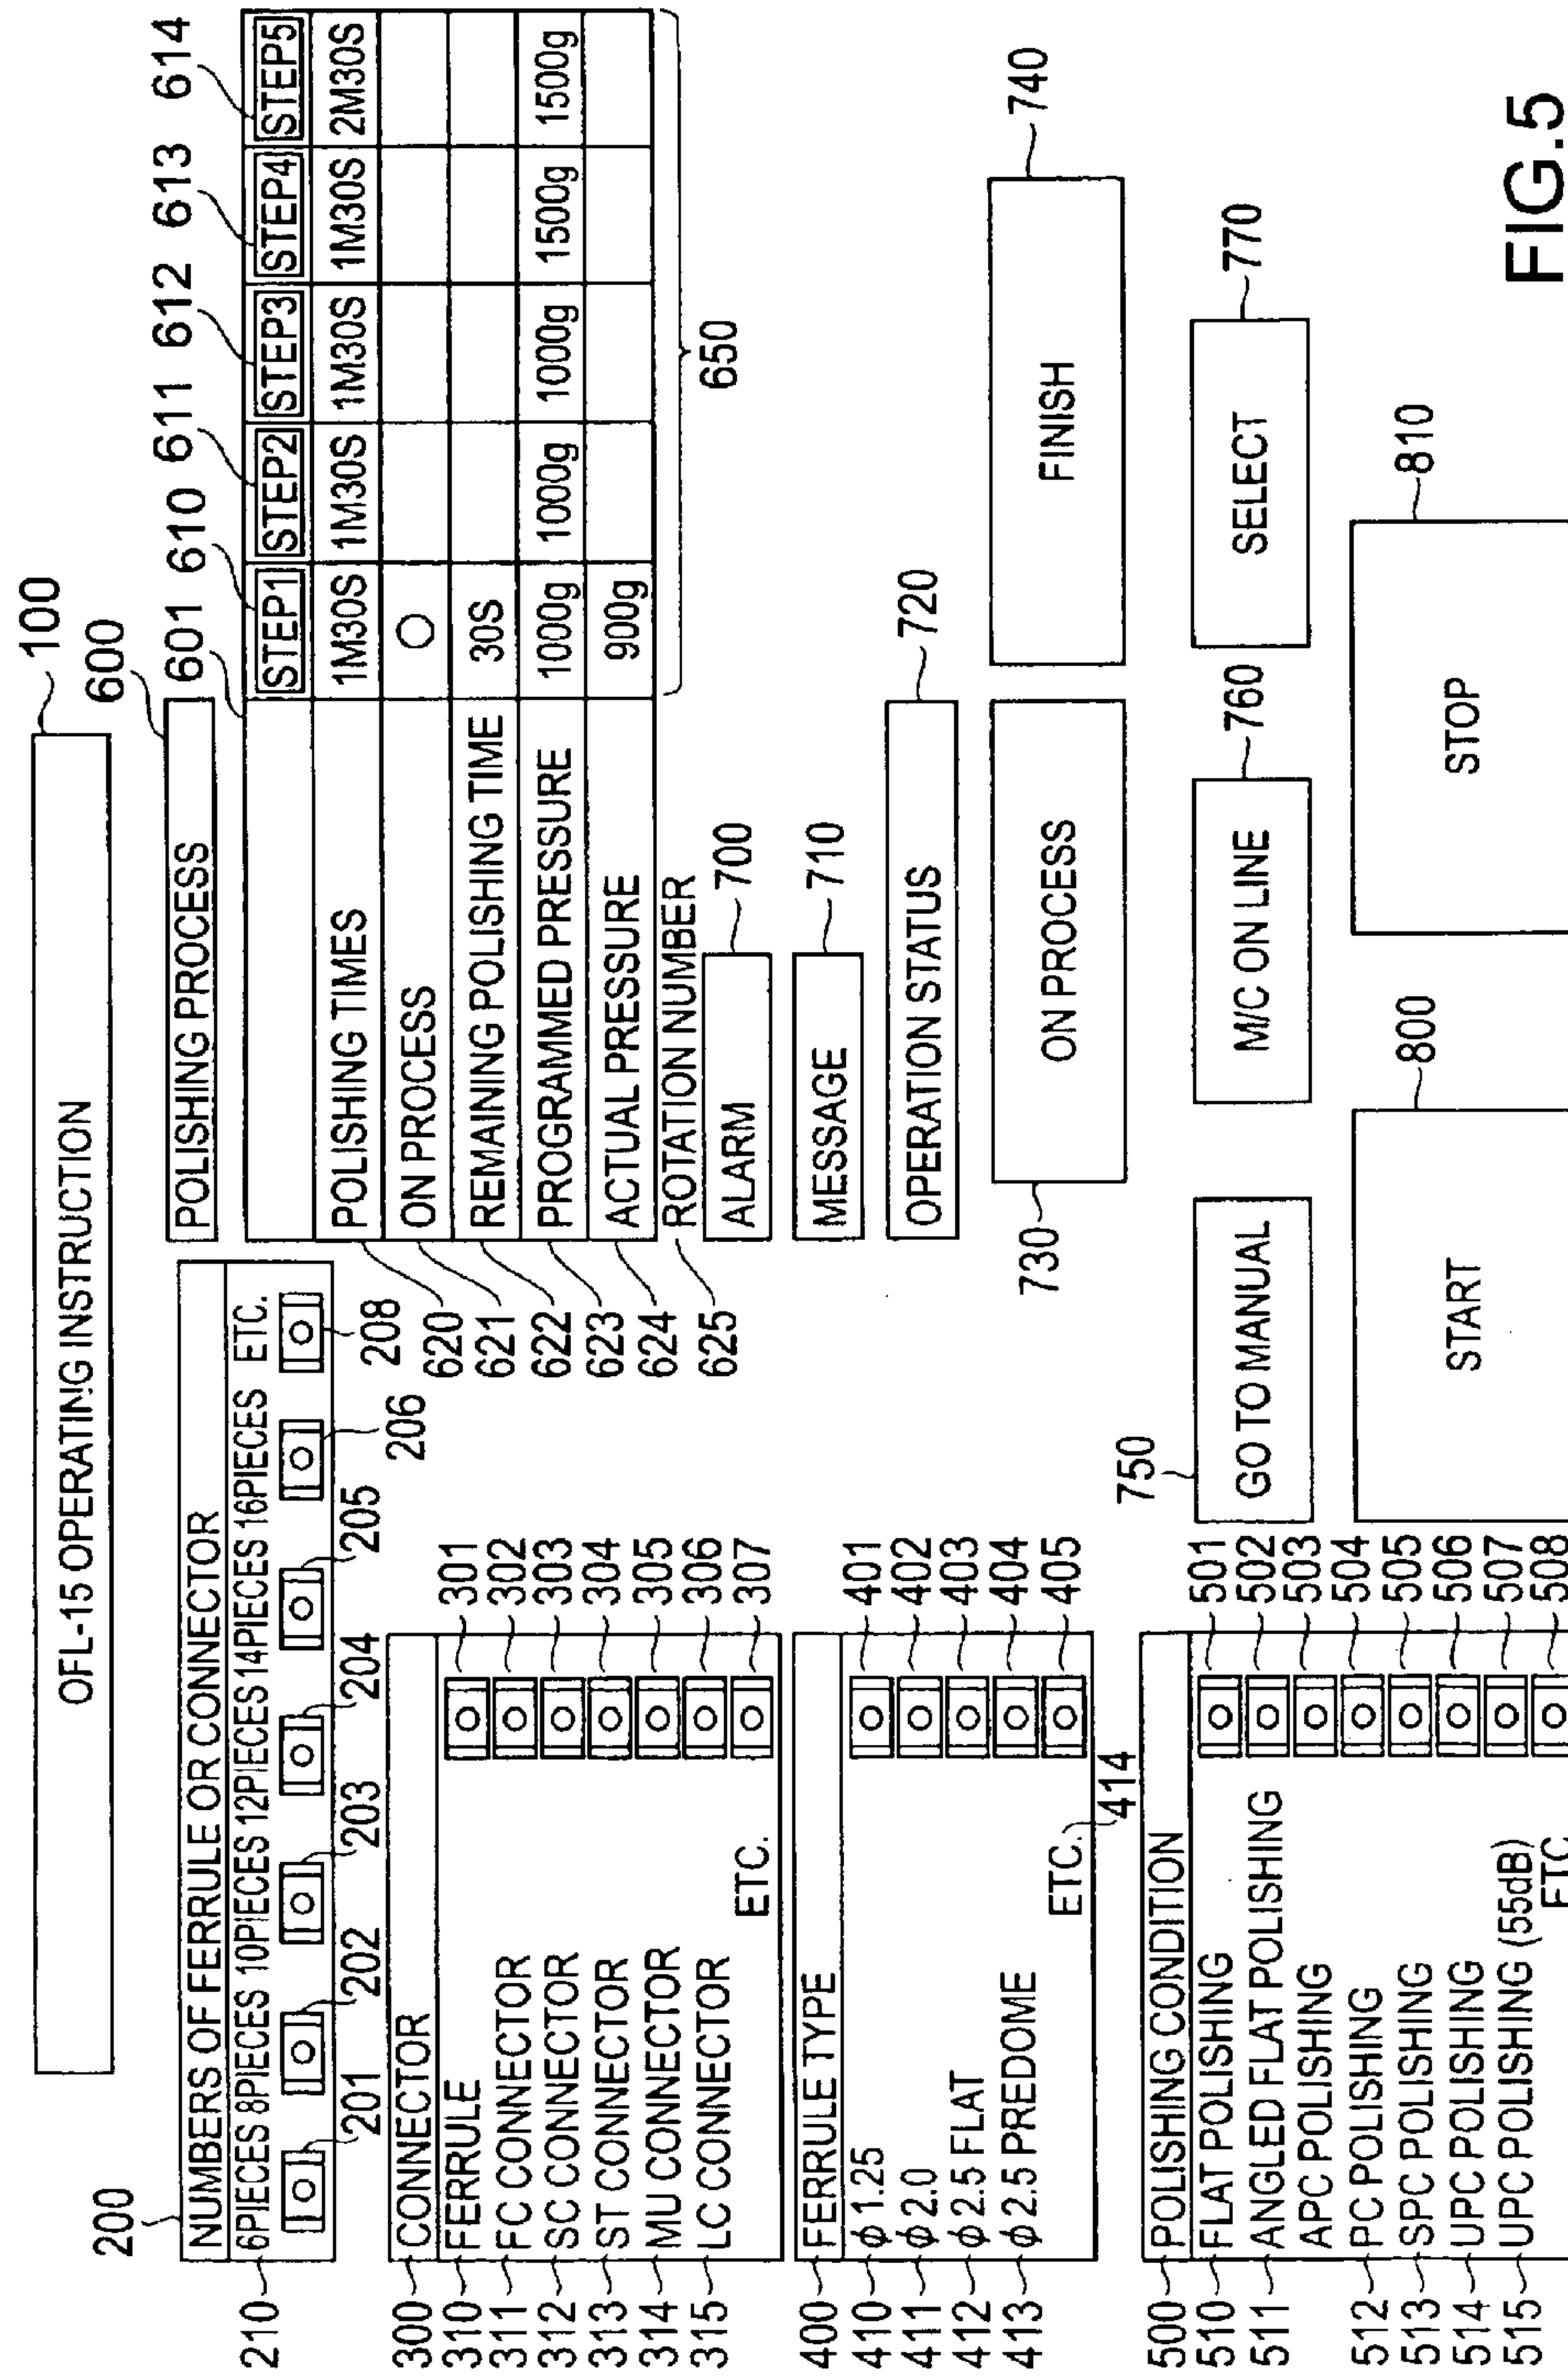 100
OFL-15 OPERATING INSTRUCTION
200
NUMBERS OF FERRULE OR CONNECTOR
210
6PIECES 8PIECES 10PIECES 12PIECES 14PIECES 16PIECES ETC.
201 202 203 204 205 206 208
300 CONNECTOR
310 FERRULE 301
311 FC CONNECTOR 302
312 SC CONNECTOR 303
313 ST CONNECTOR 304
314 MU CONNECTOR 305
315 LC CONNECTOR 306
ETC. 307
400 FERRULE TYPE
410 ϕ 1.25 401
411 ϕ 2.0 402
412 ϕ 2.5 FLAT 403
413 ϕ 2.5 PREDOME 404
ETC. 405
414
500 POLISHING CONDITION
510 FLAT POLISHING 501
511 ANGLED FLAT POLISHING 502
APC POLISHING 503
512 PC POLISHING 504
513 SPC POLISHING 505
514 UPC POLISHING 506
515 UPC POLISHING (55dB) 507
ETC 508
600
POLISHING PROCESS
601 610 611 612 613 614
STEP1 STEP2 STEP3 STEP4 STEP5
620 POLISHING TIMES 1M30S 1M30S 1M30S 1M30S 2M30S
621 ON PROCESS ○
622 REMAINING POLISHING TIME 30S
623 PROGRAMMED PRESSURE 1000g 1000g 1000g 1500g 1500g
624 ACTUAL PRESSURE 900g
625 ROTATION NUMBER
650
ALARM 700
MESSAGE 710
OPERATION STATUS 720
730 ON PROCESS
FINISH 740
750 GO TO MANUAL
M/C ON LINE 760
SELECT 770
START 800
STOP 810
FIG.5